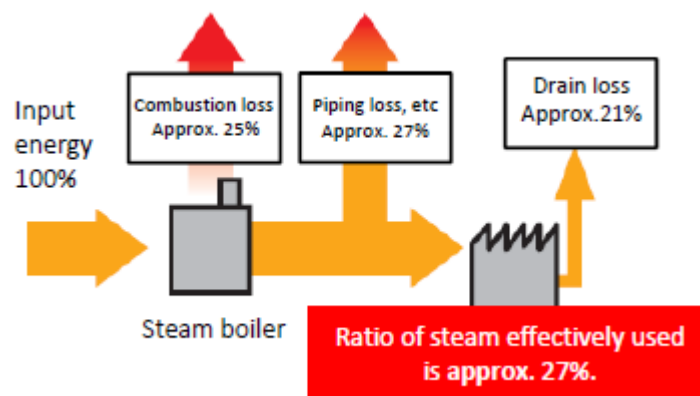 Input
energy
100%
Combustion loss
Approx. 25%
Piping loss, etc
Approx. 27%
Drain loss
Approx.21%
Steam boiler
Ratio of steam effectively used
is approx. 27%.